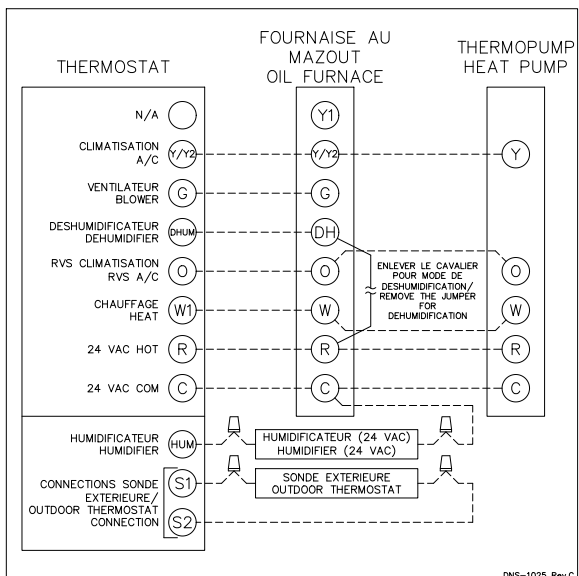 THERMOSTAT
FOURNAISE AU
MAZOUT
OIL FURNACE
THERMOPUMP
HEAT PUMP
N/A
Y1
CLIMATISATION
A/C
Y/Y2
Y/Y2
Y
VENTILATEUR
BLOWER
G
G
DESHUMIDIFICATEUR
DEHUMIDIFIER
DHUM
DH
RVS CLIMATISATION
RVS A/C
O
O
O
ENLEVER LE CAVALIER
POUR MODE DE
DESHUMIDIFICATION/
REMOVE THE JUMPER
FOR
DEHUMIDIFICATION
CHAUFFAGE
HEAT
W1
W
W
24 VAC HOT
R
R
R
24 VAC COM
C
C
C
HUMIDIFICATEUR
HUMIDIFIER
HUM
HUMIDIFICATEUR (24 VAC)
HUMIDIFIER (24 VAC)
CONNECTIONS SONDE
EXTERIEURE/
OUTDOOR THERMOSTAT
CONNECTION
S1
SONDE EXTERIEURE
OUTDOOR THERMOSTAT
S2
DNS-1025 Rev.C